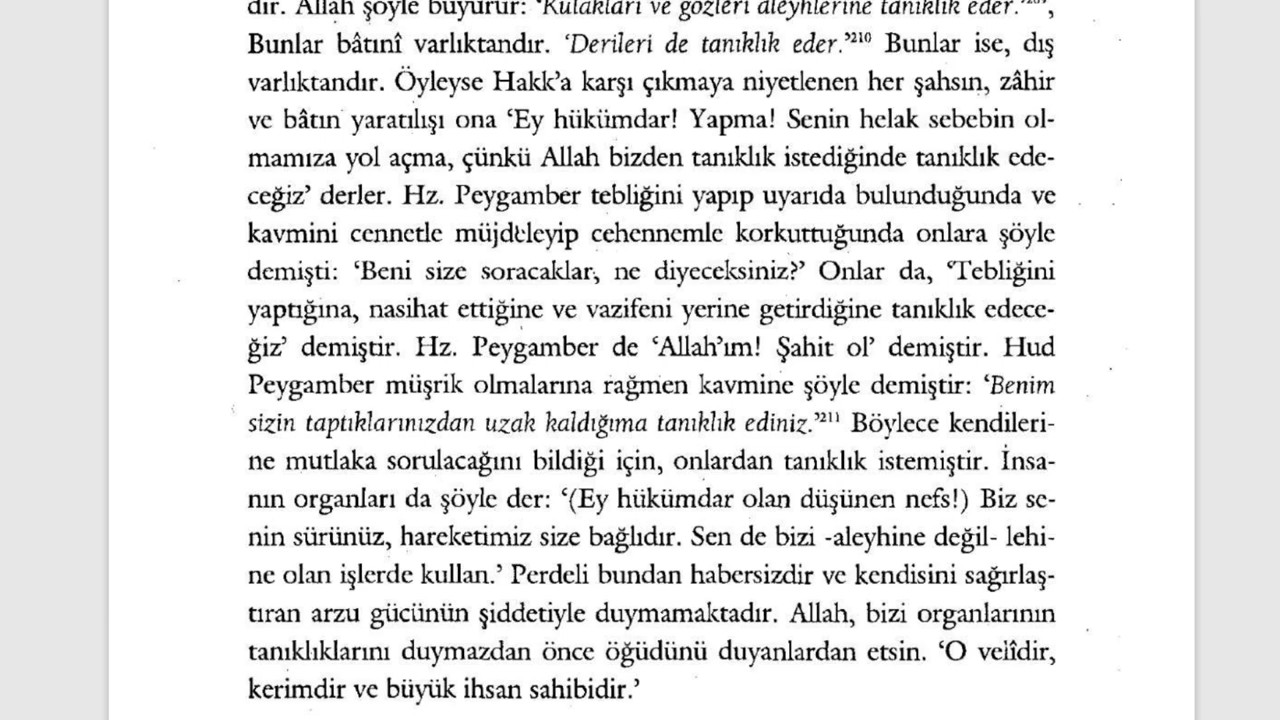 dır. Allah şöyle buyurur: ‘Kulakları ve gözleri aleyhlerine tanıklık eder.’
Bunlar bâtınî varlıktandır. ‘Derileri de tanıklık eder.’²¹⁰ Bunlar ise, dış
varlıktandır. Öyleyse Hakk’a karşı çıkmaya niyetlenen her şahsın, zâhir
ve bâtın yaratılışı ona ‘Ey hükümdar! Yapma! Senin helak sebebin ol-
mamıza yol açma, çünkü Allah bizden tanıklık istediğinde tanıklık ede-
ceğiz’ derler. Hz. Peygamber tebliğini yapıp uyarıda bulunduğunda ve
kavmini cennetle müjdeleyip cehennemle korkuttuğunda onlara şöyle
demişti: ‘Beni size soracaklar, ne diyeceksiniz?’ Onlar da, ‘Tebliğini
yaptığına, nasihat ettiğine ve vazifeni yerine getirdiğine tanıklık edece-
ğiz’ demiştir. Hz. Peygamber de ‘Allah’ım! Şahit ol’ demiştir. Hud
Peygamber müşrik olmalarına rağmen kavmine şöyle demiştir: ‘Benim
sizin taptıklarınızdan uzak kaldığıma tanıklık ediniz.’²¹¹ Böylece kendileri-
ne mutlaka sorulacağını bildiği için, onlardan tanıklık istemiştir. İnsa-
nın organları da şöyle der: ‘(Ey hükümdar olan düşünen nefs!) Biz se-
nin sürünüz, hareketimiz size bağlıdır. Sen de bizi -aleyhine değil- lehi-
ne olan işlerde kullan.’ Perdeli bundan habersizdir ve kendisini sağırlaş-
tıran arzu gücünün şiddetiyle duymamaktadır. Allah, bizi organlarının
tanıklıklarını duymazdan önce öğüdünü duyanlardan etsin. ‘O velîdir,
kerimdir ve büyük ihsan sahibidir.’